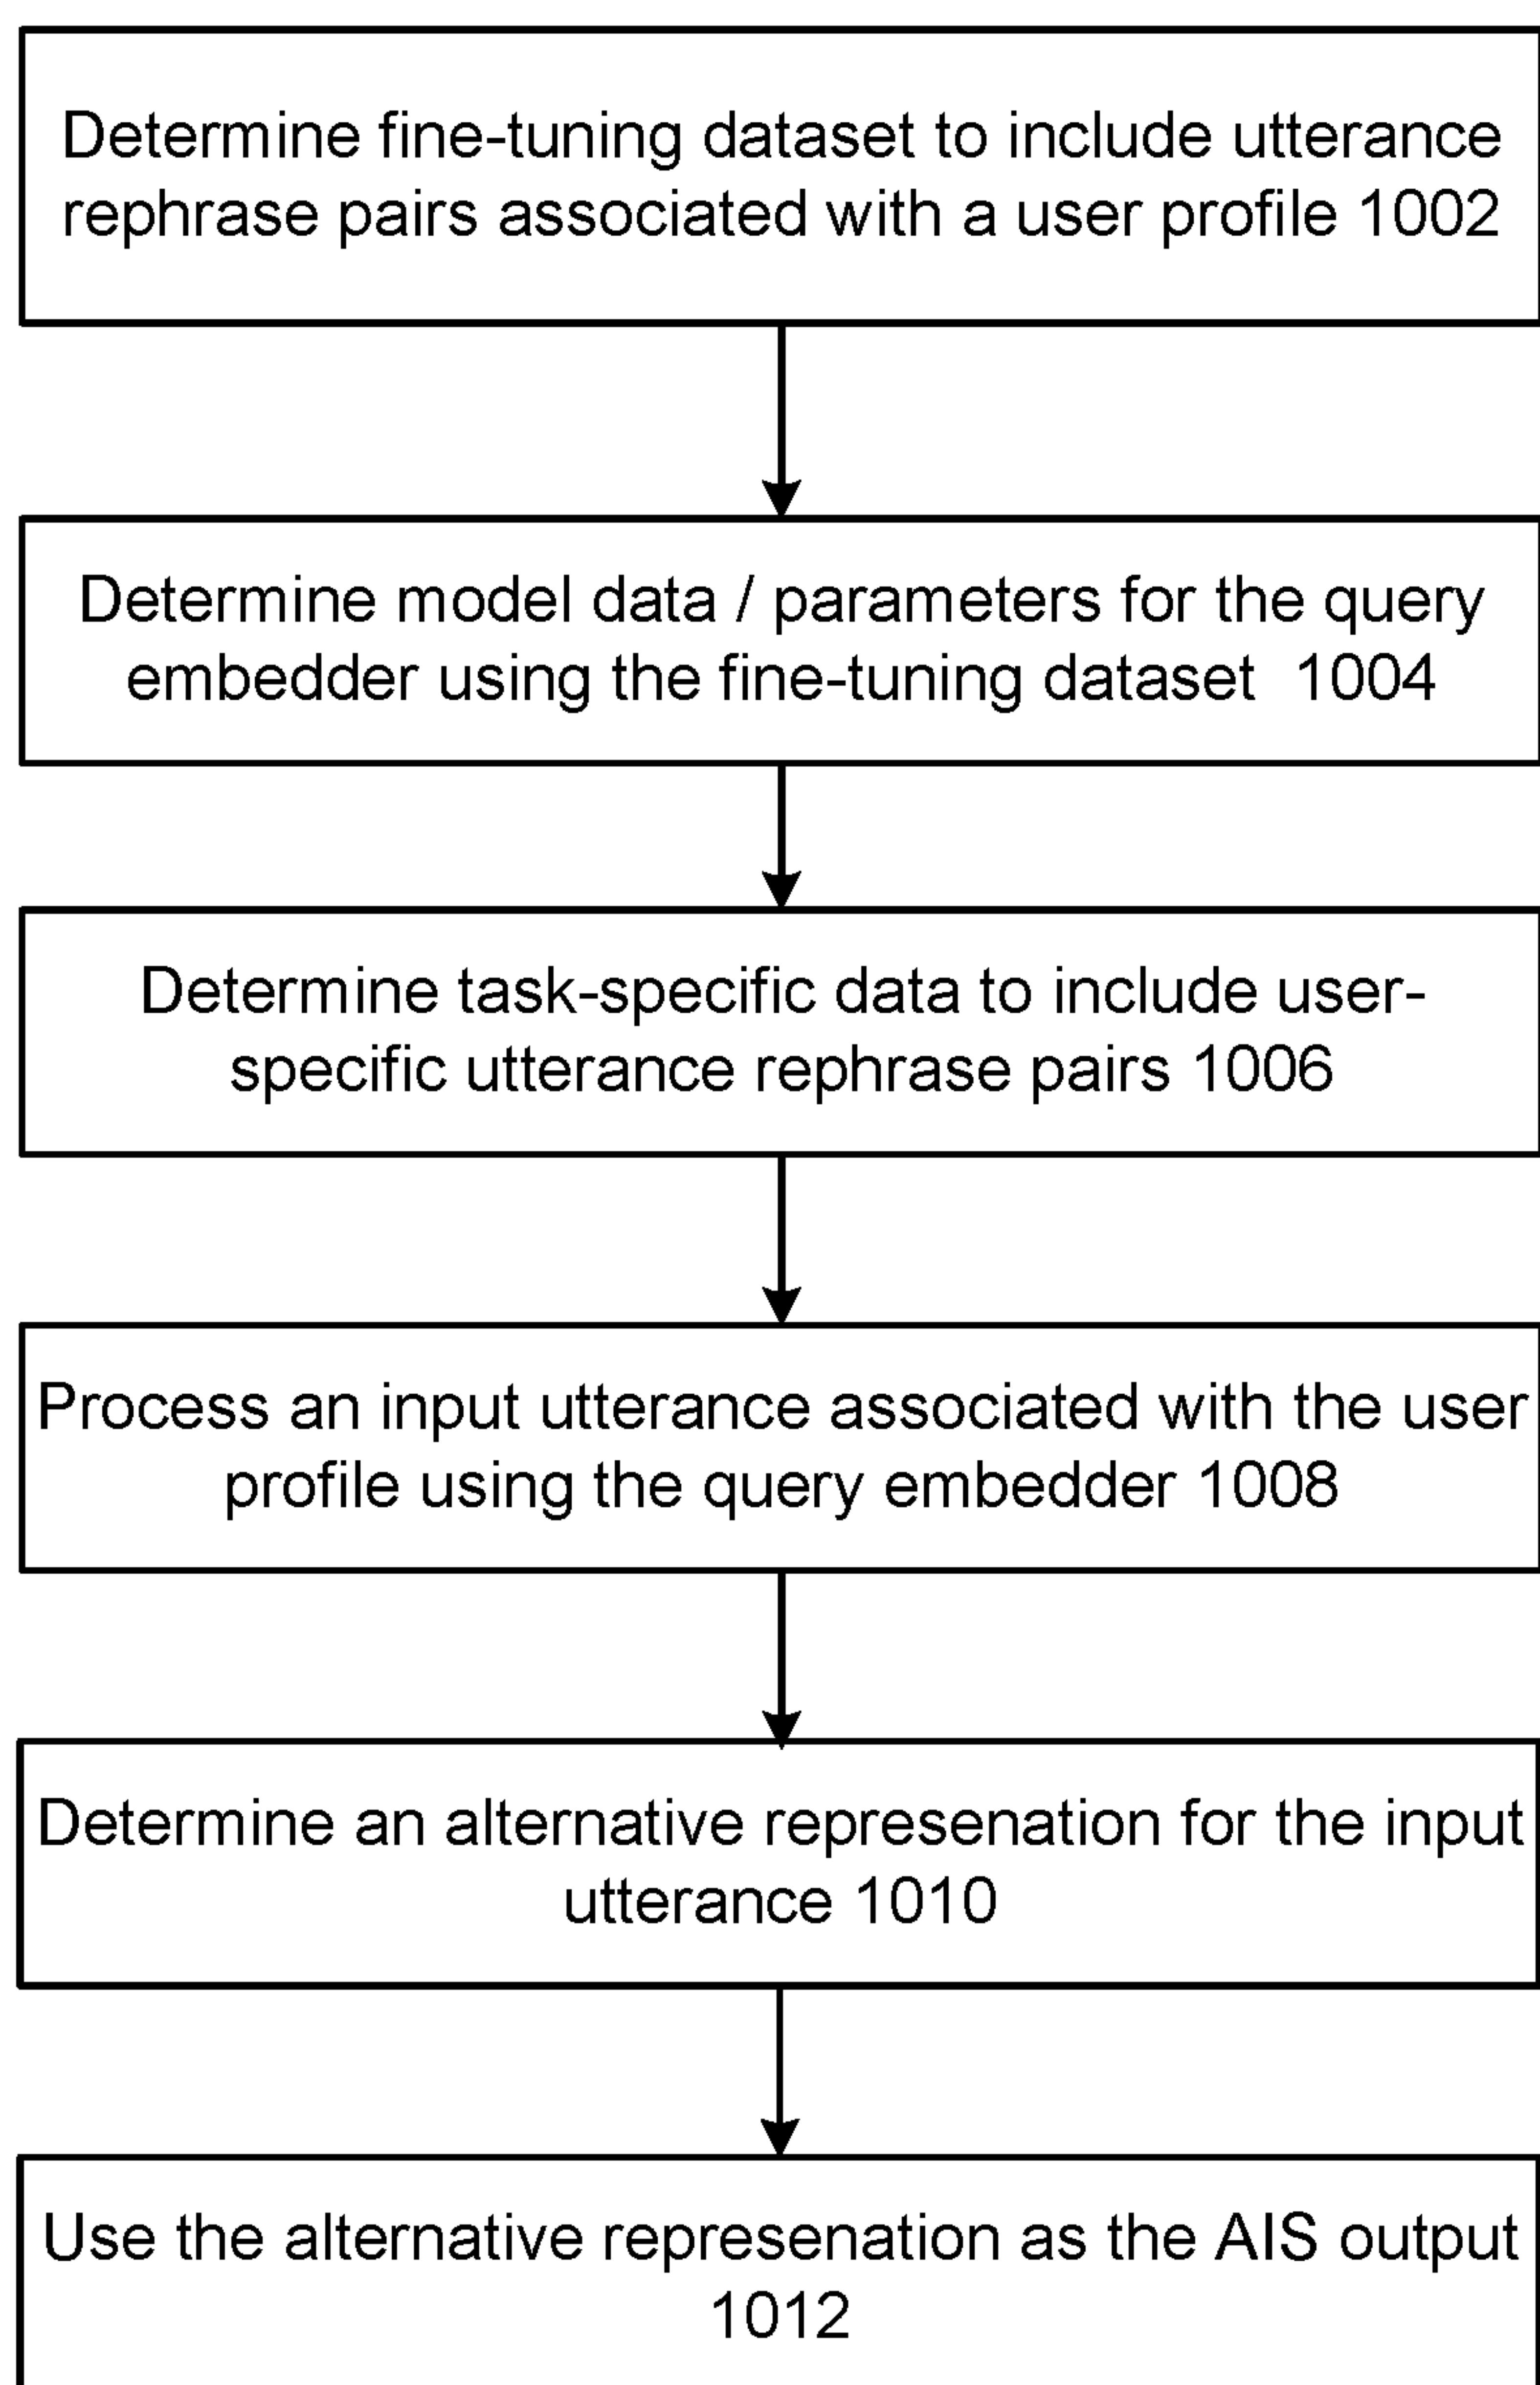 Determine fine-tuning dataset to include utterance
rephrase pairs associated with a user profile 1002
Determine model data / parameters for the query
embedder using the fine-tuning dataset 1004
Determine task-specific data to include user-
specific utterance rephrase pairs 1006
Process an input utterance associated with the user
profile using the query embedder 1008
Determine an alternative represenation for the input
utterance 1010
Use the alternative represenation as the AIS output
1012